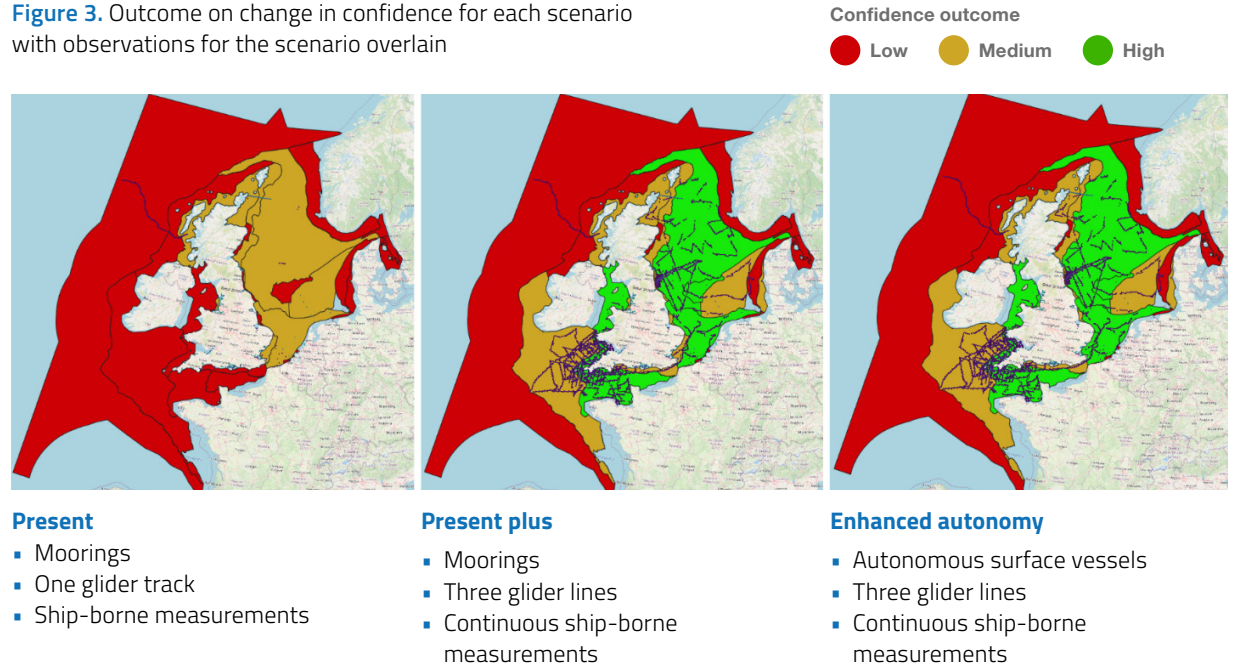 Figure 3. Outcome on change in confidence for each scenario
with observations for the scenario overlain
Confidence outcome
Low
Medium
High
Present
▪ Moorings
▪ One glider track
▪ Ship-borne measurements
Present plus
▪ Moorings
▪ Three glider lines
▪ Continuous ship-borne
measurements
Enhanced autonomy
▪ Autonomous surface vessels
▪ Three glider lines
▪ Continuous ship-borne
measurements